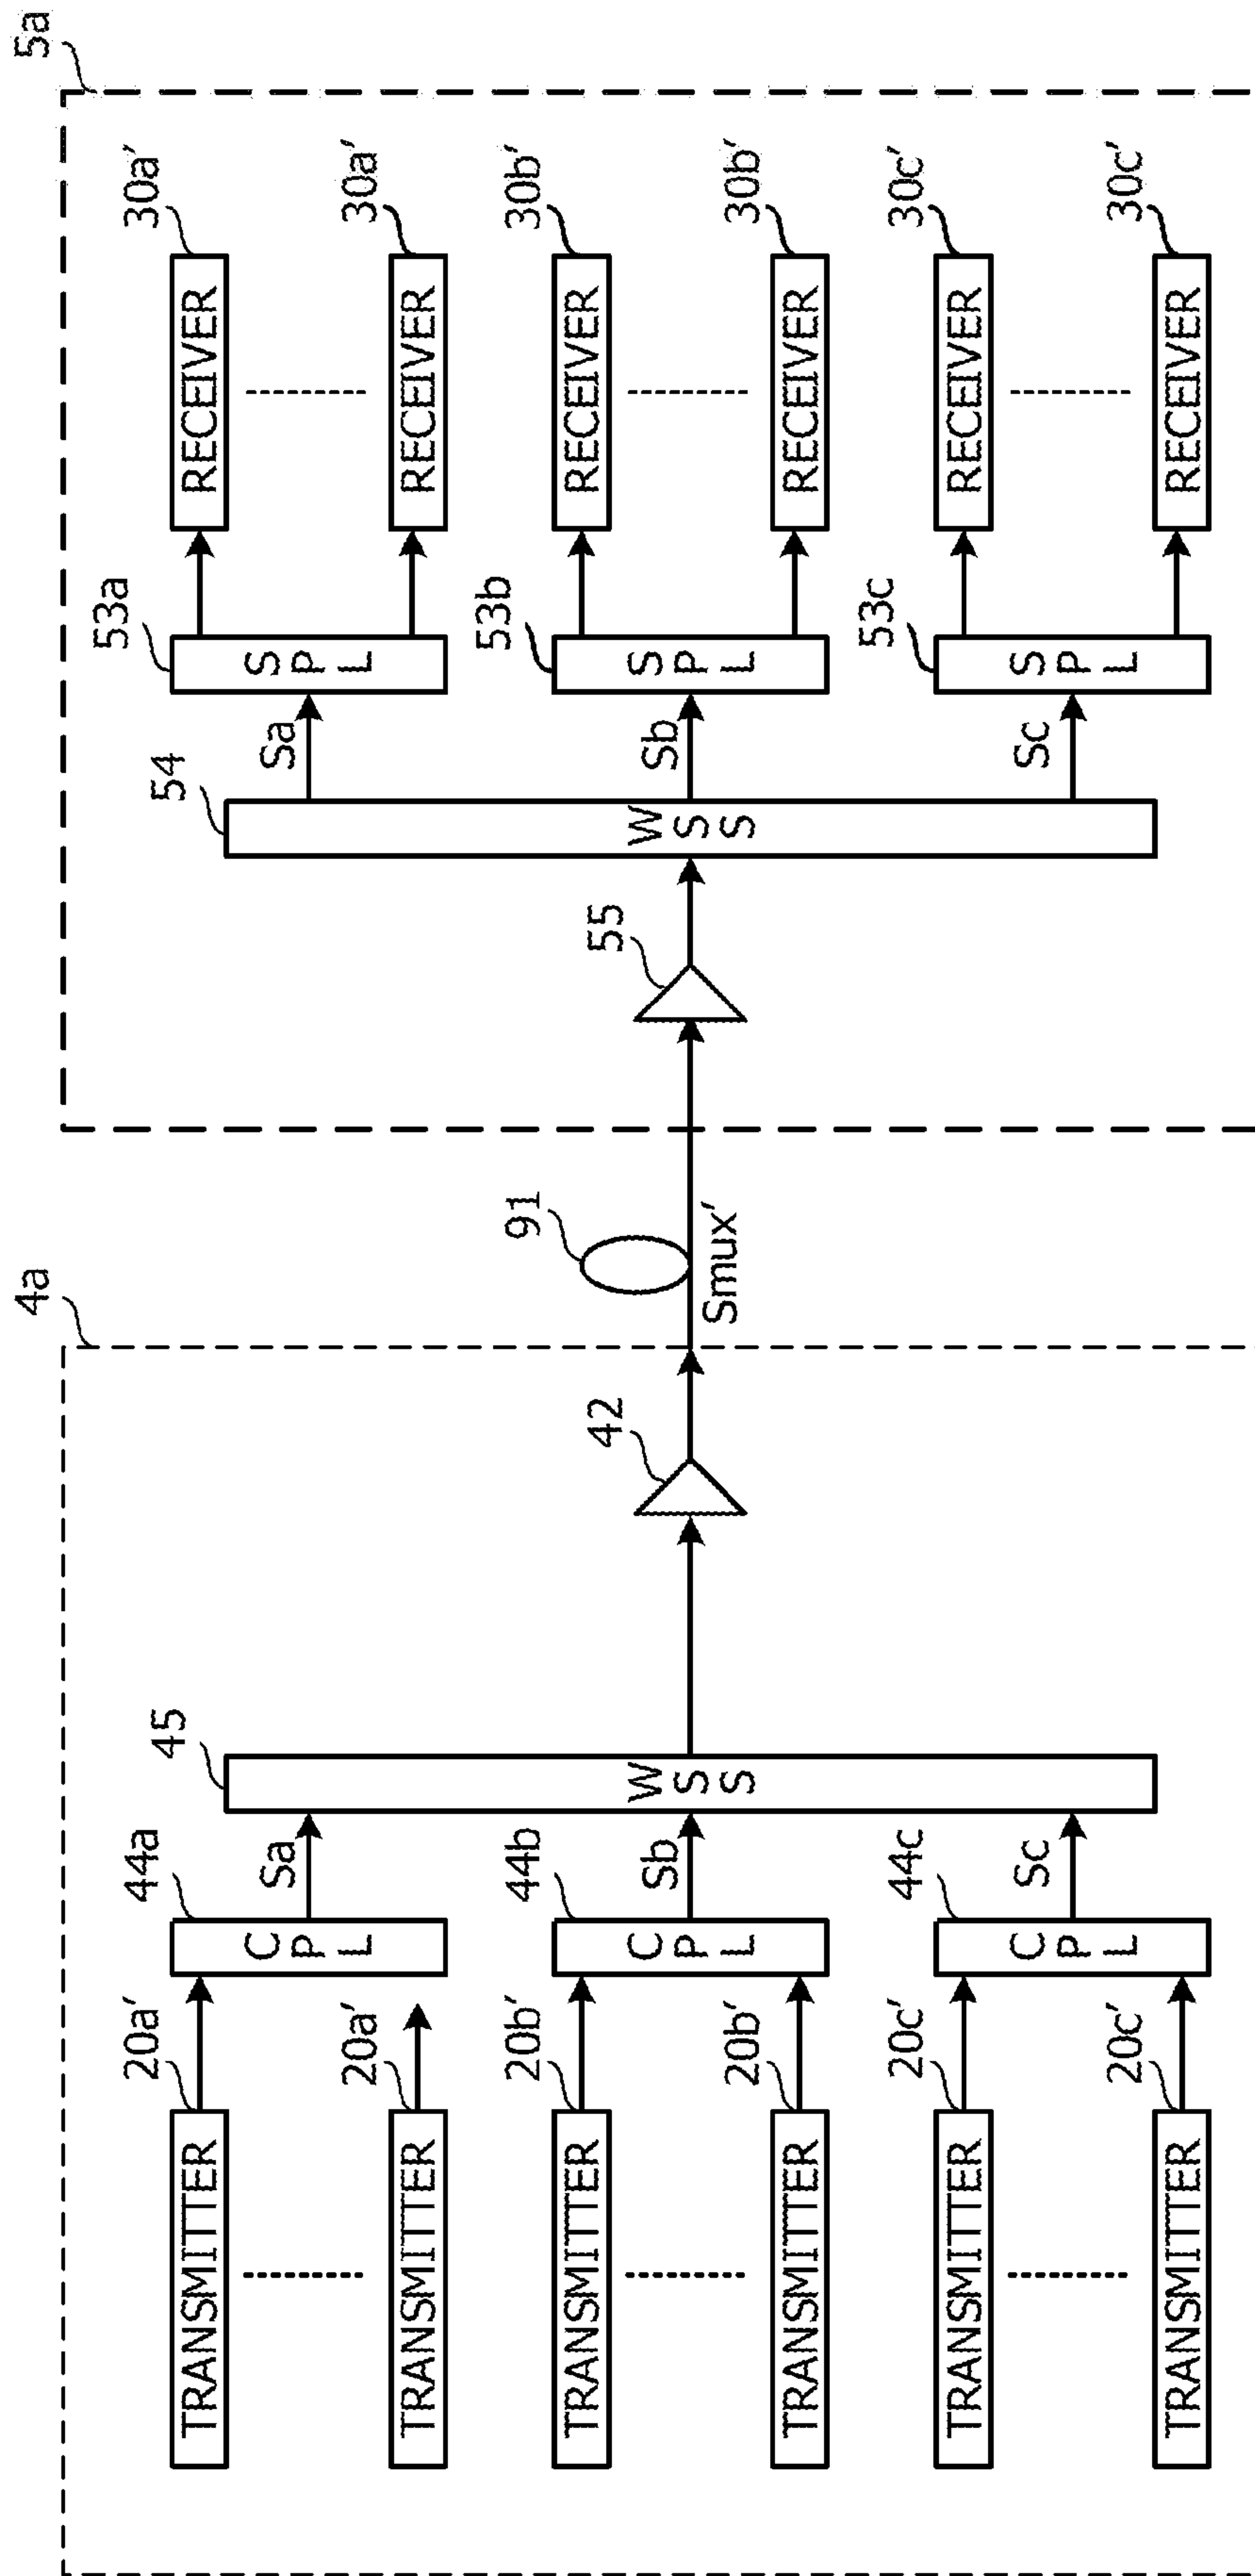 4a
5a
20a′
44a
45
54
53a
30a′
TRANSMITTER
CPL
Sa
Sa
SPL
RECEIVER
20a′
30a′
TRANSMITTER
RECEIVER
20b′
44b
42
91
55
53b
30b′
TRANSMITTER
CPL
Sb
WSS
Smux′
WSS
Sb
SPL
RECEIVER
20b′
30b′
TRANSMITTER
RECEIVER
20c′
44c
53c
30c′
TRANSMITTER
CPL
Sc
Sc
SPL
RECEIVER
20c′
30c′
TRANSMITTER
RECEIVER